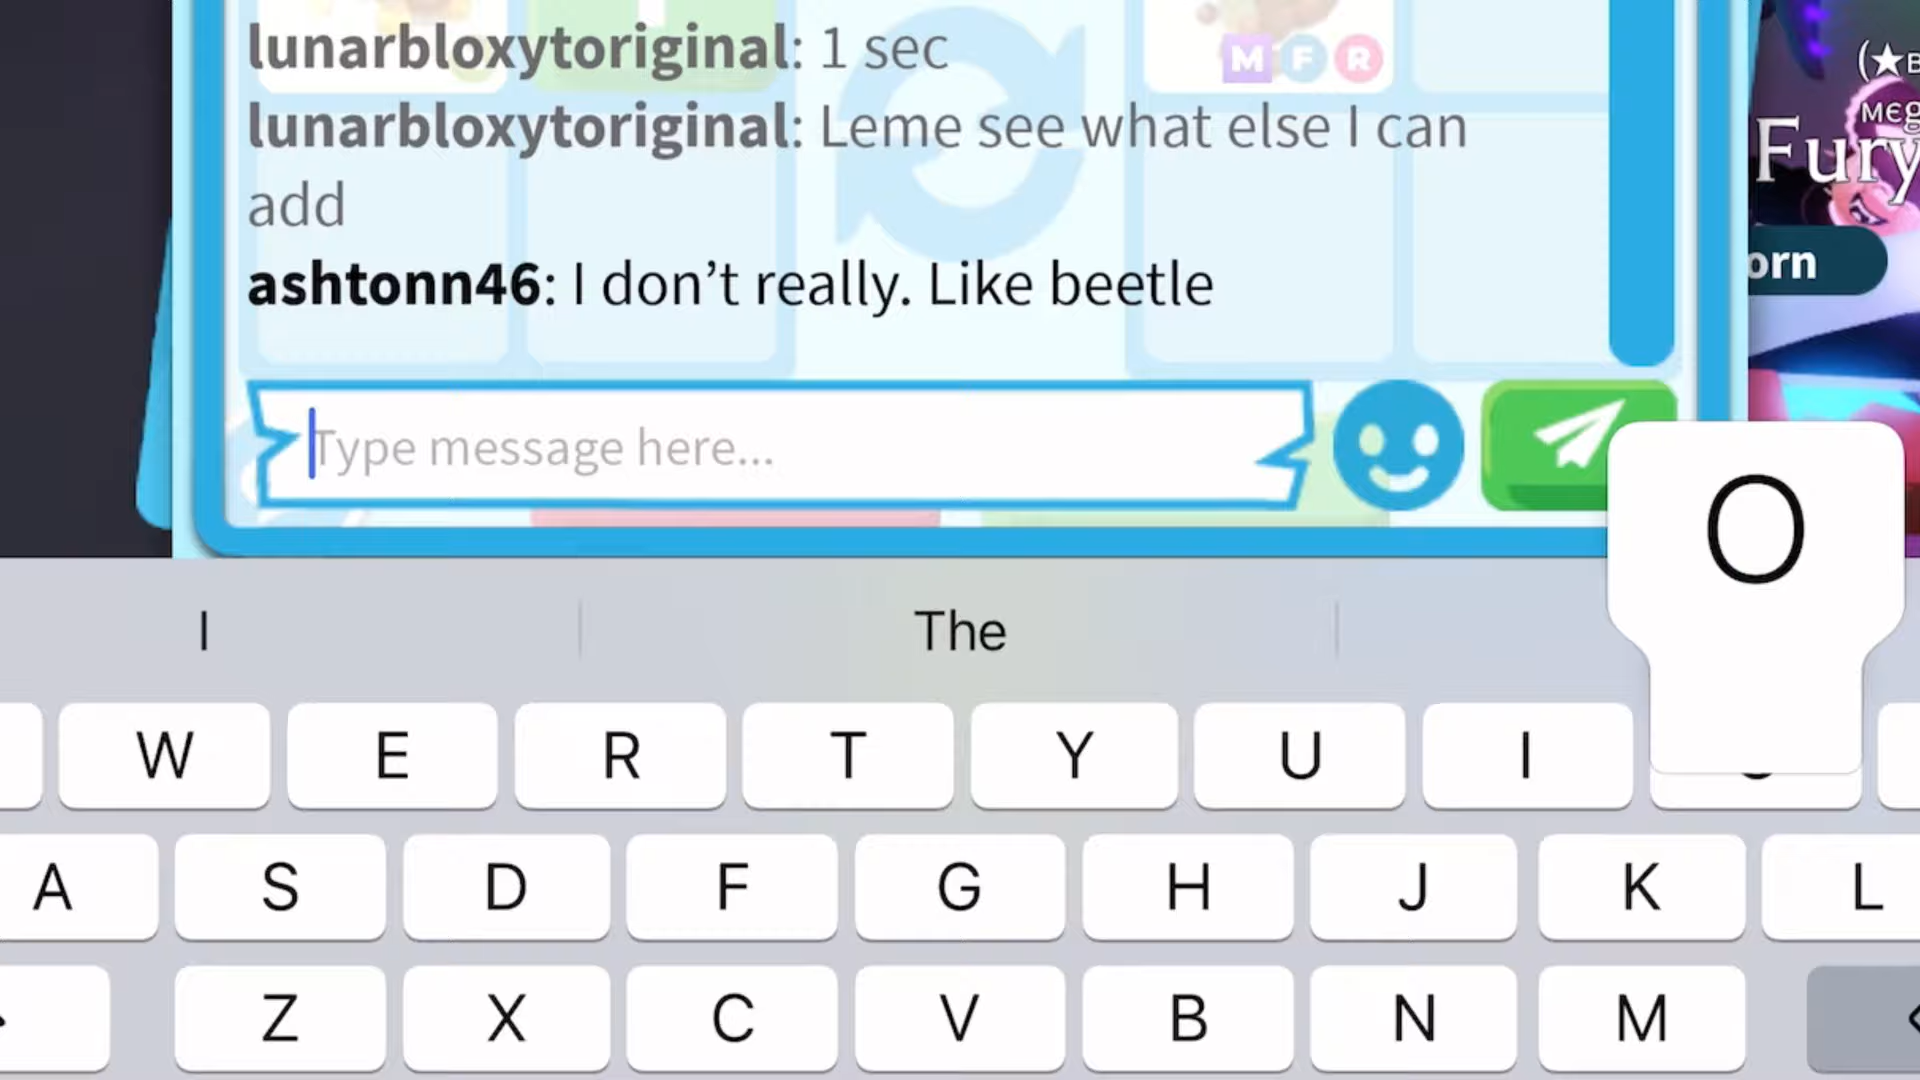 lunarbloxytoriginal: 1 sec
M F R
lunarbloxytoriginal: Leme see what else I can
add
ashtonn46: I don’t really. Like beetle
Type message here...
(★B
мєg
Fury
orn
O
I
The
W E R T Y U I
A S D F G H J K L
Z X C V B N M